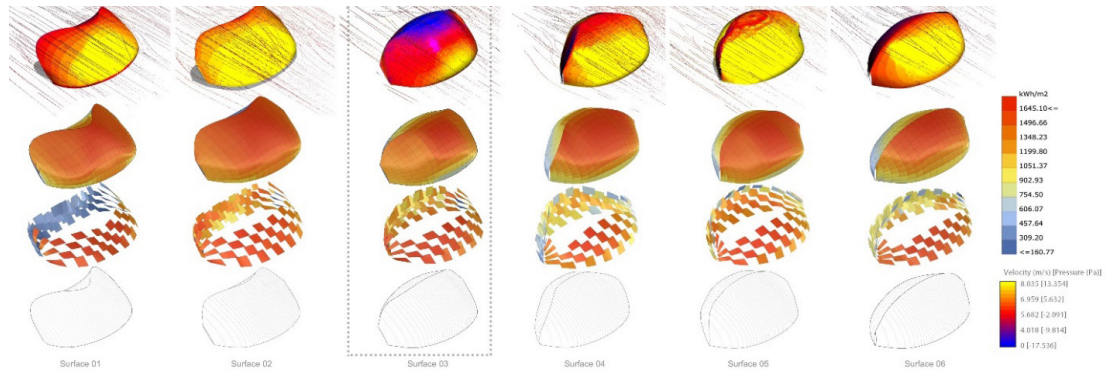 kWh/m2
1645.10<=
1496.66
1348.23
1199.80
1051.37
902.93
754.50
606.07
457.64
309.20
<=160.77
Velocity (m/s) [Pressure (Pa)]
8.035 [13.354]
6.959 [5.632]
5.682 [-2.091]
4.018 [-9.814]
0 [-17.536]
Surface 01
Surface 02
Surface 03
Surface 04
Surface 05
Surface 06